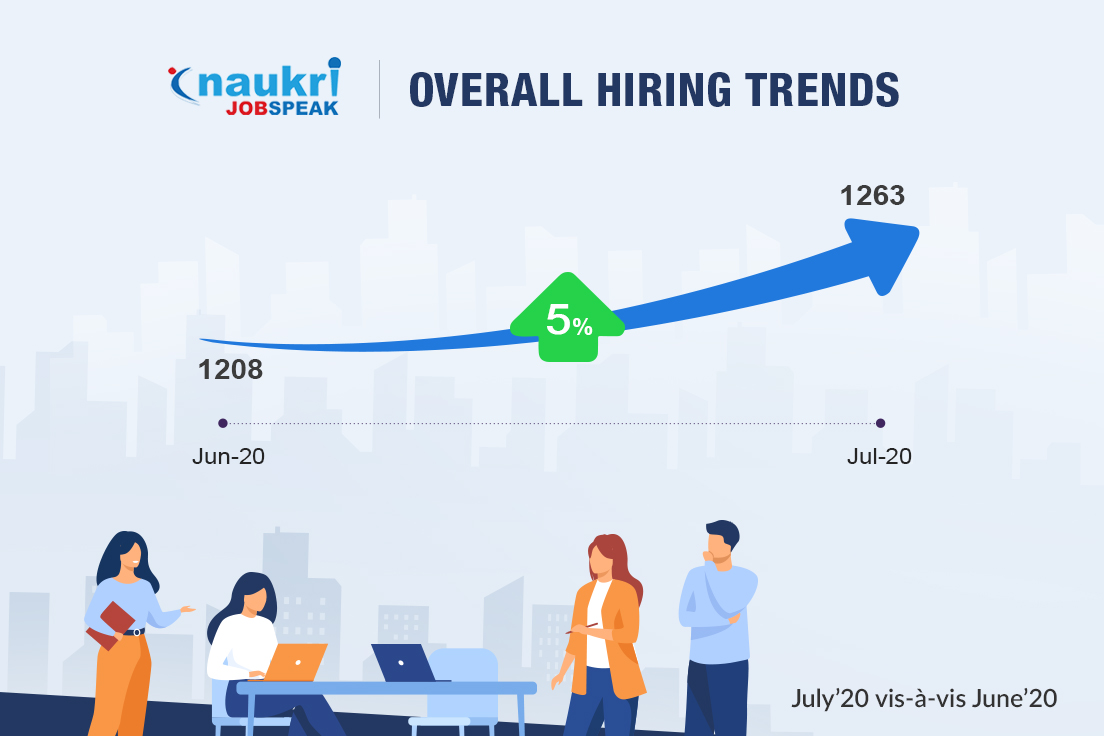 naukri
JOBSPEAK
OVERALL HIRING TRENDS
1263
5%
1208
Jun-20
Jul-20
July’20 vis-à-vis June’20